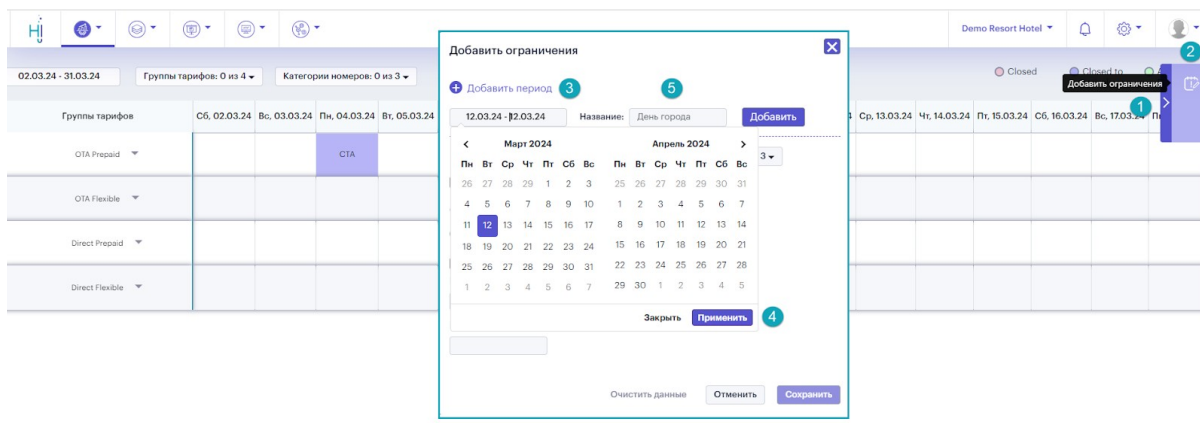 Hj
Demo Resort Hotel
2
02.03.24 - 31.03.24
Группы тарифов: 0 из 4
Категории номеров: 0 из 3
Closed
Closed to
Добавить ограничения
1
Группы тарифов
Сб, 02.03.24
Вс, 03.03.24
Пн, 04.03.24
Вт, 05.03.24
Ср, 13.03.24
Чт, 14.03.24
Пт, 15.03.24
Сб, 16.03.24
Вс, 17.03.24
OTA Prepaid
CTA
OTA Flexible
Direct Prepaid
Direct Flexible
Добавить ограничения
Добавить период
3
5
12.03.24 - 12.03.24
Название:
День города
Добавить
3
Март 2024
Апрель 2024
Пн Вт Ср Чт Пт Сб Вс
Пн Вт Ср Чт Пт Сб Вс
26 27 28 29 1 2 3
25 26 27 28 29 30 31
4 5 6 7 8 9 10
1 2 3 4 5 6 7
11 12 13 14 15 16 17
8 9 10 11 12 13 14
18 19 20 21 22 23 24
15 16 17 18 19 20 21
25 26 27 28 29 30 31
22 23 24 25 26 27 28
1 2 3 4 5 6 7
29 30 1 2 3 4 5
Закрыть
Применить
4
Очистить данные
Отменить
Сохранить